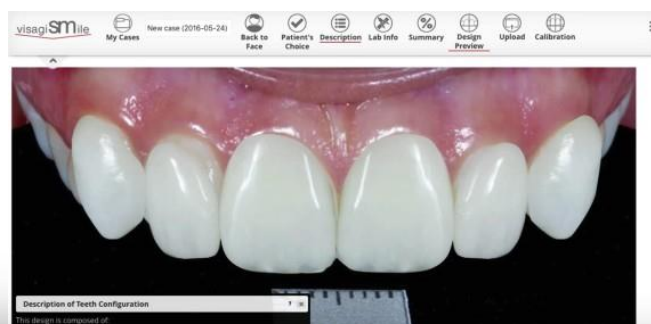 visagiSMile
My Cases
New case (2016-05-24)
Back to Face
Patient's Choice
Description
Lab Info
Summary
Design Preview
Upload
Calibration
Description of Teeth Configuration
This design is composed of: